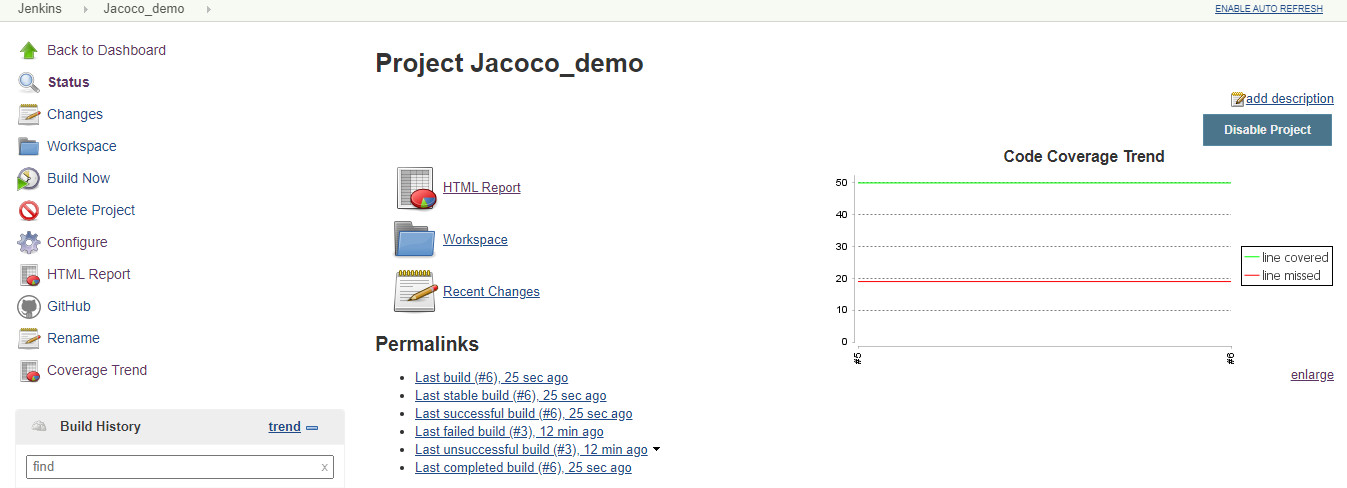 Jenkins Jacoco_demo ENABLE AUTO REFRESH
Back to Dashboard
Status
Changes
Workspace
Build Now
Delete Project
Configure
HTML Report
GitHub
Rename
Coverage Trend
Build History trend
find x
Project Jacoco_demo
add description
Disable Project
HTML Report
Workspace
Recent Changes
Code Coverage Trend
50
40
30
20
10
0
#5 #6
line covered
line missed
enlarge
Permalinks
Last build (#6), 25 sec ago
Last stable build (#6), 25 sec ago
Last successful build (#6), 25 sec ago
Last failed build (#3), 12 min ago
Last unsuccessful build (#3), 12 min ago
Last completed build (#6), 25 sec ago